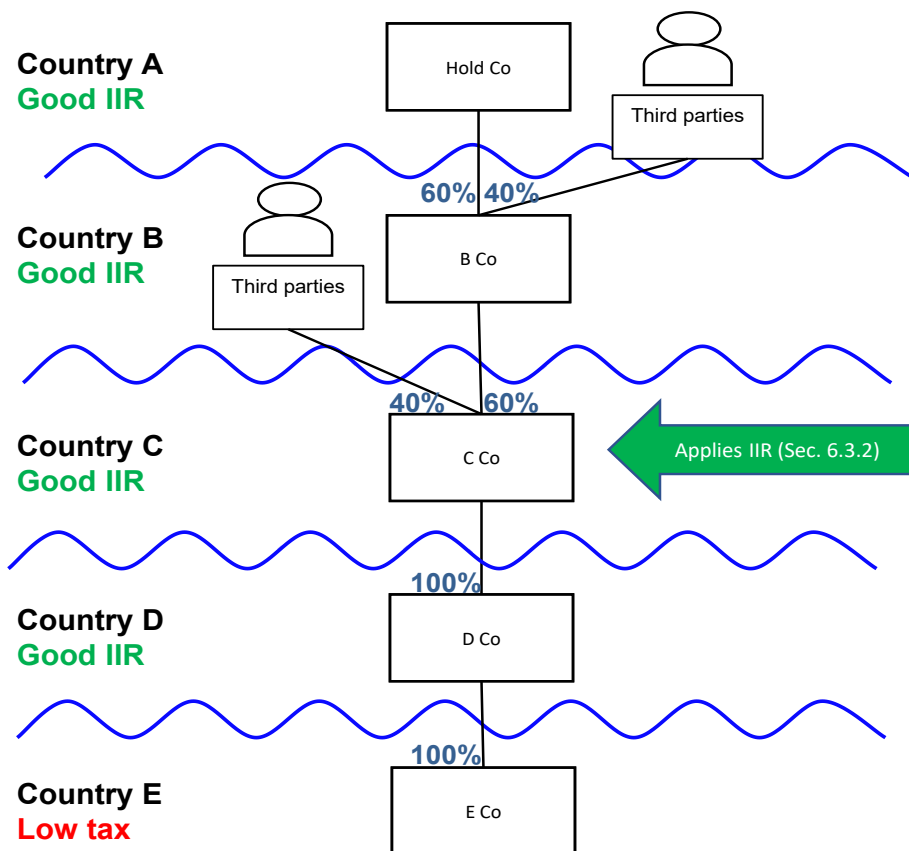 Country A
Good IIR
Hold Co
Third parties
60% 40%
Country B
Good IIR
B Co
Third parties
40% 60%
Country C
Good IIR
C Co
Applies IIR (Sec. 6.3.2)
100%
Country D
Good IIR
D Co
100%
Country E
Low tax
E Co